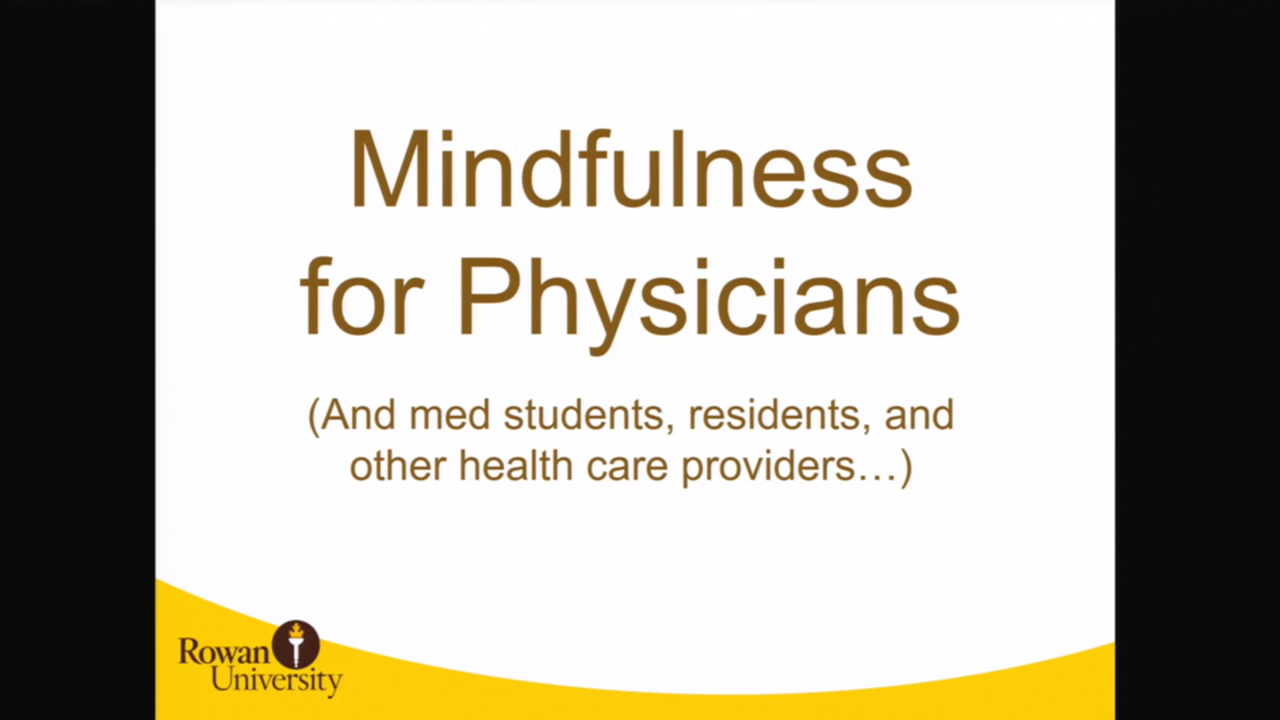 Mindfulness
for Physicians
(And med students, residents, and
other health care providers…)
Rowan
University